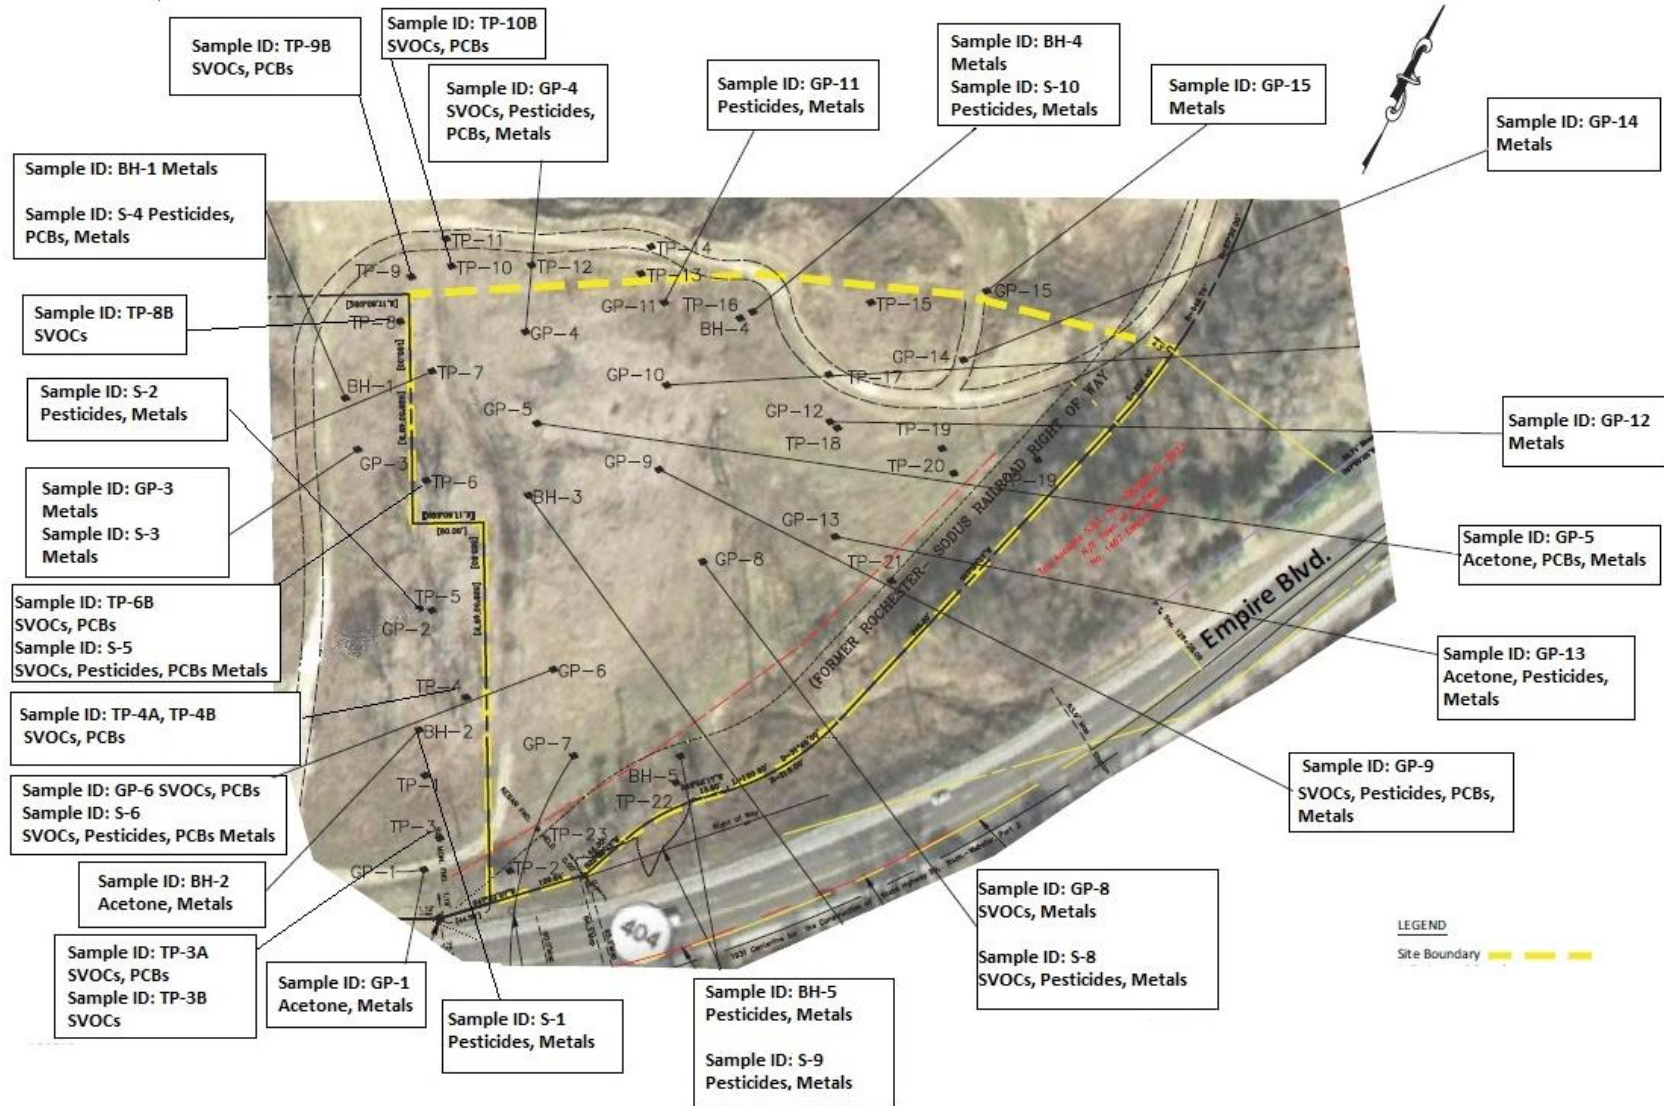 Sample ID: TP-9B
SVOCs, PCBs
Sample ID: TP-10B
SVOCs, PCBs
Sample ID: GP-4
SVOCs, Pesticides,
PCBs, Metals
Sample ID: GP-11
Pesticides, Metals
Sample ID: BH-4
Metals
Sample ID: S-10
Pesticides, Metals
Sample ID: GP-15
Metals
Sample ID: GP-14
Metals
Sample ID: BH-1 Metals
Sample ID: S-4 Pesticides,
PCBs, Metals
Sample ID: TP-8B
SVOCs
Sample ID: S-2
Pesticides, Metals
Sample ID: GP-3
Metals
Sample ID: S-3
Metals
Sample ID: TP-6B
SVOCs, PCBs
Sample ID: S-5
SVOCs, Pesticides, PCBs Metals
Sample ID: TP-4A, TP-4B
SVOCs, PCBs
Sample ID: GP-6 SVOCs, PCBs
Sample ID: S-6
SVOCs, Pesticides, PCBs Metals
Sample ID: BH-2
Acetone, Metals
Sample ID: TP-3A
SVOCs, PCBs
Sample ID: TP-3B
SVOCs
Sample ID: GP-1
Acetone, Metals
Sample ID: S-1
Pesticides, Metals
Sample ID: BH-5
Pesticides, Metals
Sample ID: S-9
Pesticides, Metals
Sample ID: GP-8
SVOCs, Metals
Sample ID: S-8
SVOCs, Pesticides, Metals
Sample ID: GP-9
SVOCs, Pesticides, PCBs,
Metals
Sample ID: GP-13
Acetone, Pesticides,
Metals
Sample ID: GP-5
Acetone, PCBs, Metals
Sample ID: GP-12
Metals
TP-11
TP-14
TP-9
TP-10
TP-12
TP-13
GP-11
TP-16
BH-4
TP-15
GP-15
TP-8
GP-4
GP-14
TP-7
BH-1
GP-10
TP-17
GP-5
GP-12
TP-18
TP-19
GP-3
GP-9
TP-20
TP-6
BH-3
GP-13
GP-8
TP-21
TP-5
GP-2
GP-6
TP-4
BH-2
GP-7
TP-1
BH-5
TP-22
TP-3
TP-23
GP-1
TP-2
(FORMER ROCHESTER-SODUS RAILROAD RIGHT OF WAY
Empire Blvd.
Right of Way
404
LEGEND
Site Boundary